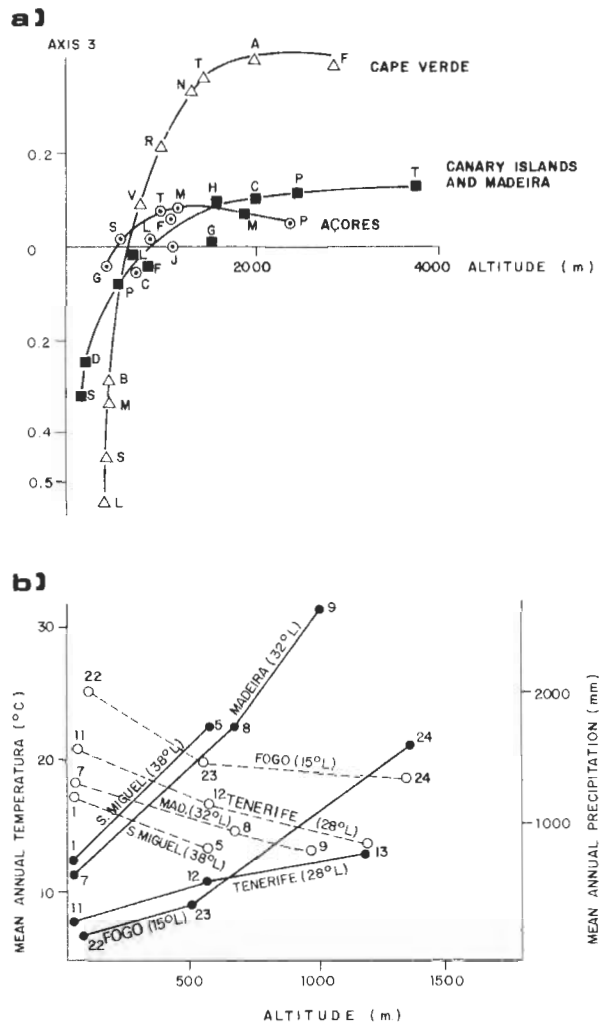 a)
AXIS 3
A
F
T
CAPE VERDE
N
0.2
R
CANARY ISLANDS
AND MADEIRA
T
P
C
H
V
T
M
S
L
F
M
P
AÇORES
G
0
2000
4000
ALTITUDE (m)
G
L
F
J
P
C
0.2
D
B
S
M
0.4
S
0.5
L
b)
MEAN ANNUAL TEMPERATURA (°C)
MEAN ANNUAL PRECIPITATION (mm)
30
20
10
2000
1000
9
MADEIRA (32°L)
22
5
8
24
11
S. MIGUEL (38°L)
FOGO (15°L)
23
24
7
12
TENERIFE (28°L)
1
MAD. (32°L)
8
S MIGUEL (38°L)
5
9
13
1
7
12
TENERIFE (28°L)
11
23
22
FOGO (15°L)
500
1000
1500
ALTITUDE (m)